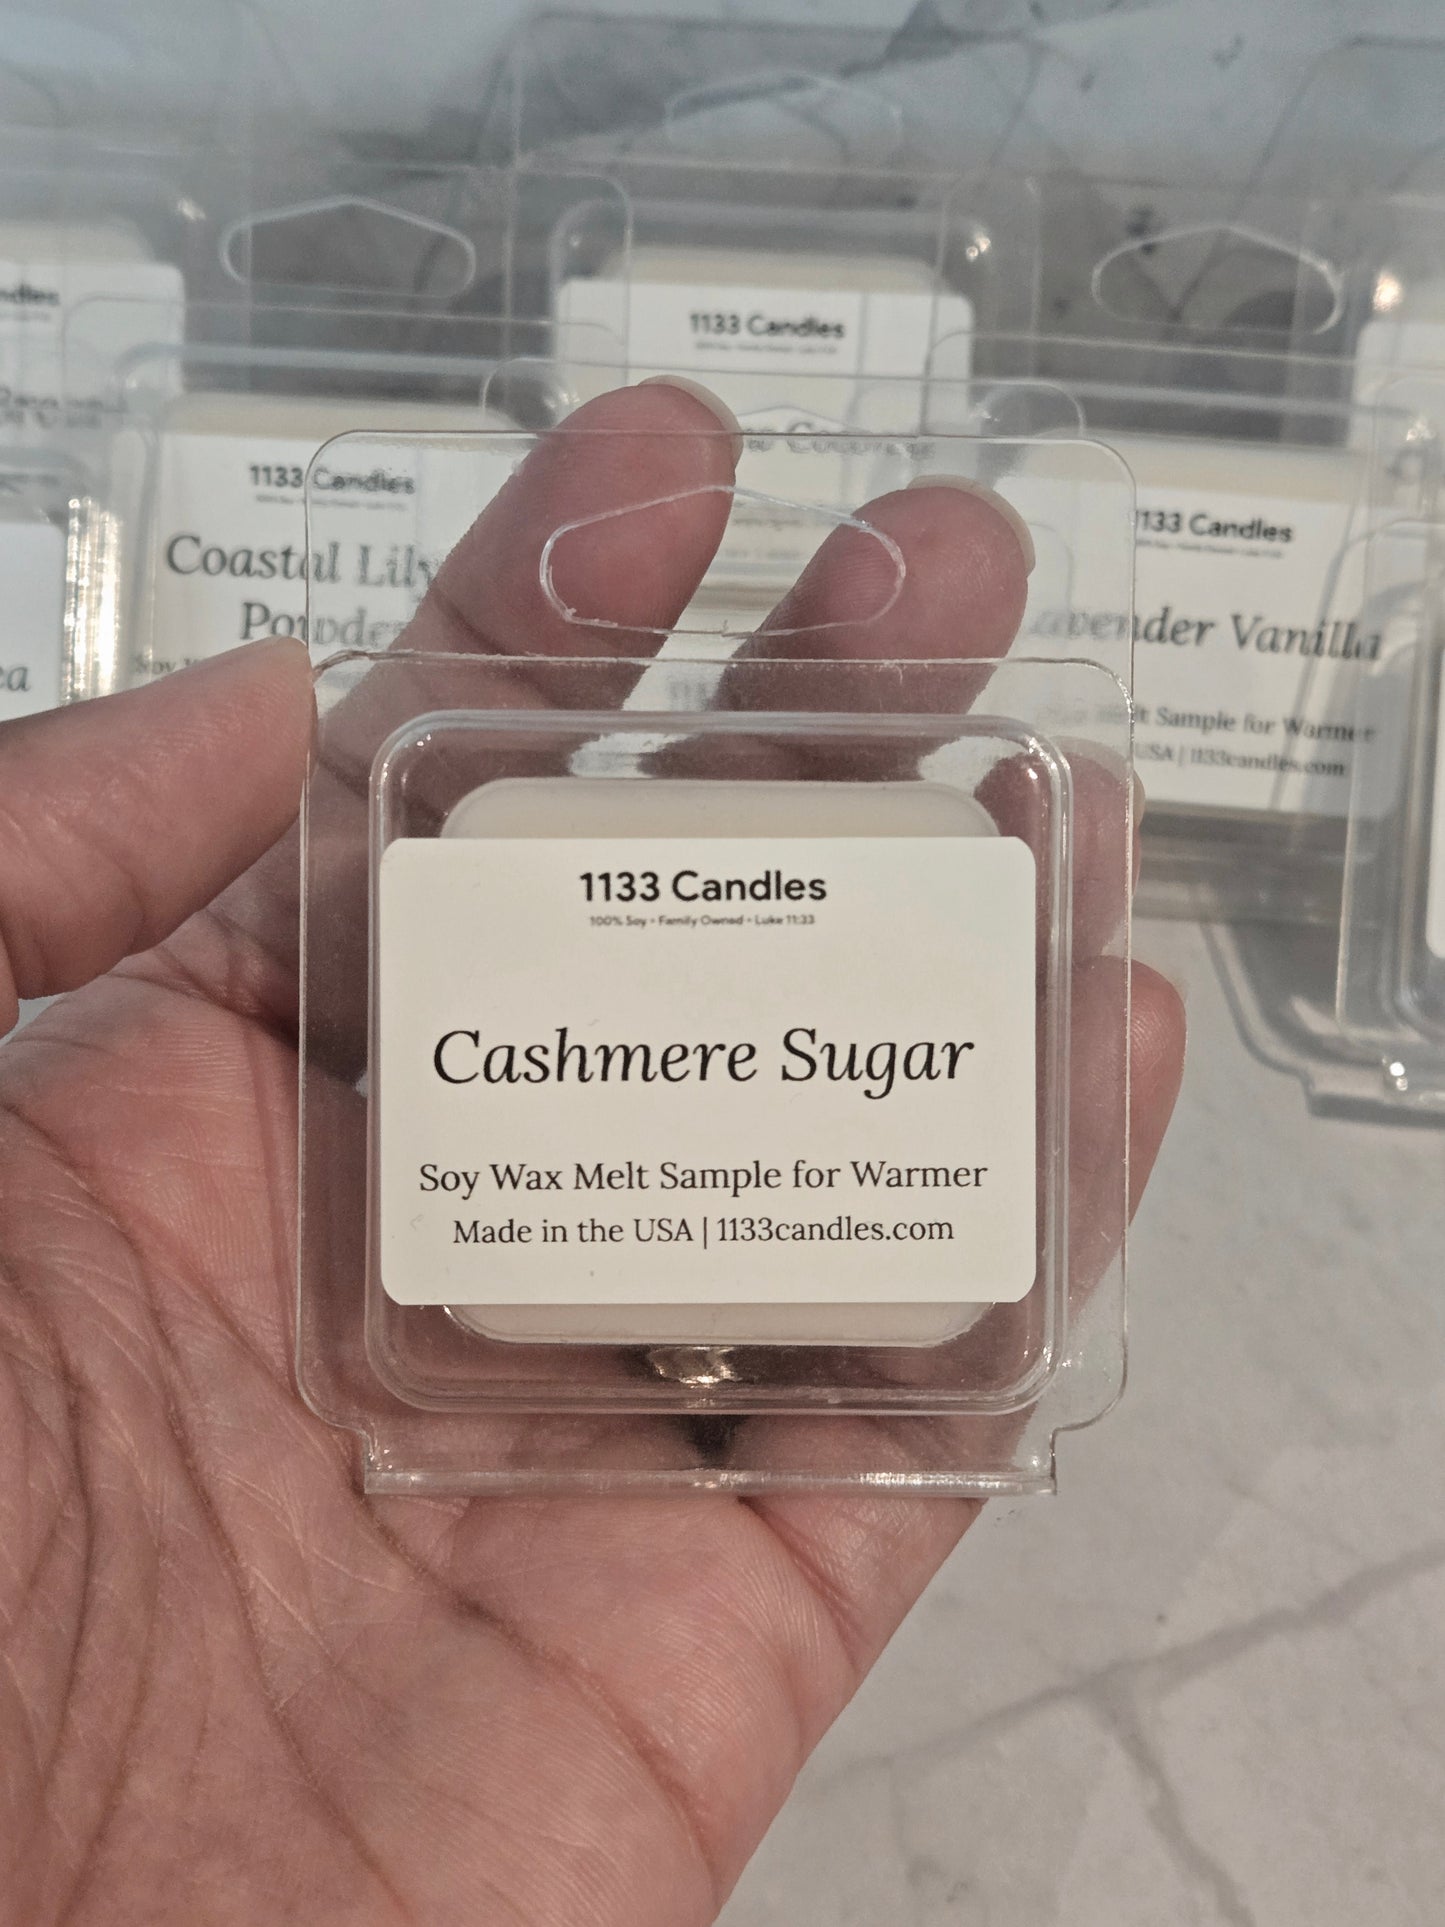 ndles
1133 Candles
1133 Candles
Coastal Lily
Powder
1133 Candles
Lavender Vanilla
Melt Sample for Warmer
USA | 1133candles.com
1133 Candles
100% Soy • Family Owned • Luke 11:33
Cashmere Sugar
Soy Wax Melt Sample for Warmer
Made in the USA | 1133candles.com